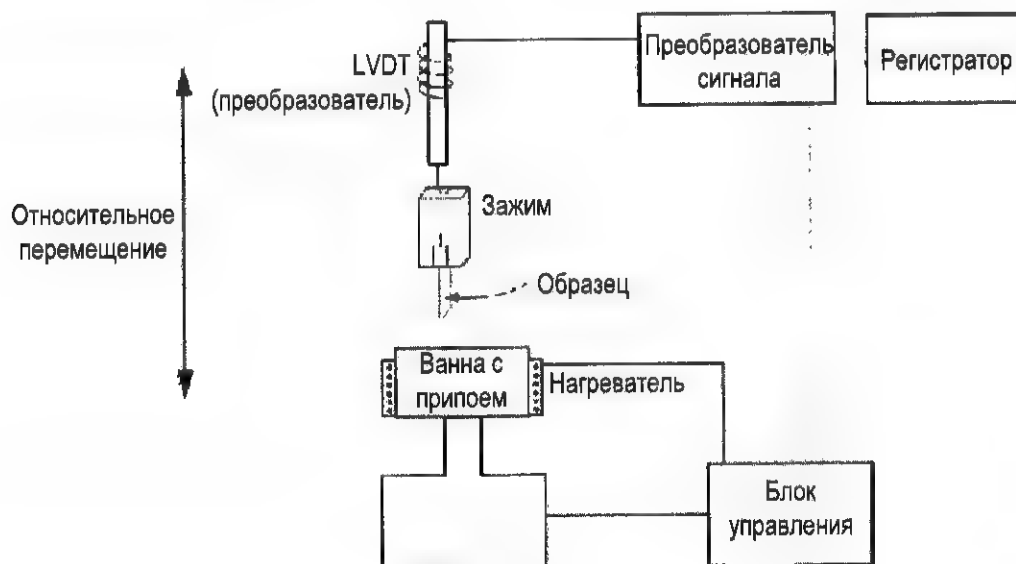 LVDT
(преобразователь)
Преобразователь
сигнала
Регистратор
Относительное
перемещение
Зажим
Образец
Ванна с
припоем
Нагреватель
Блок
управления